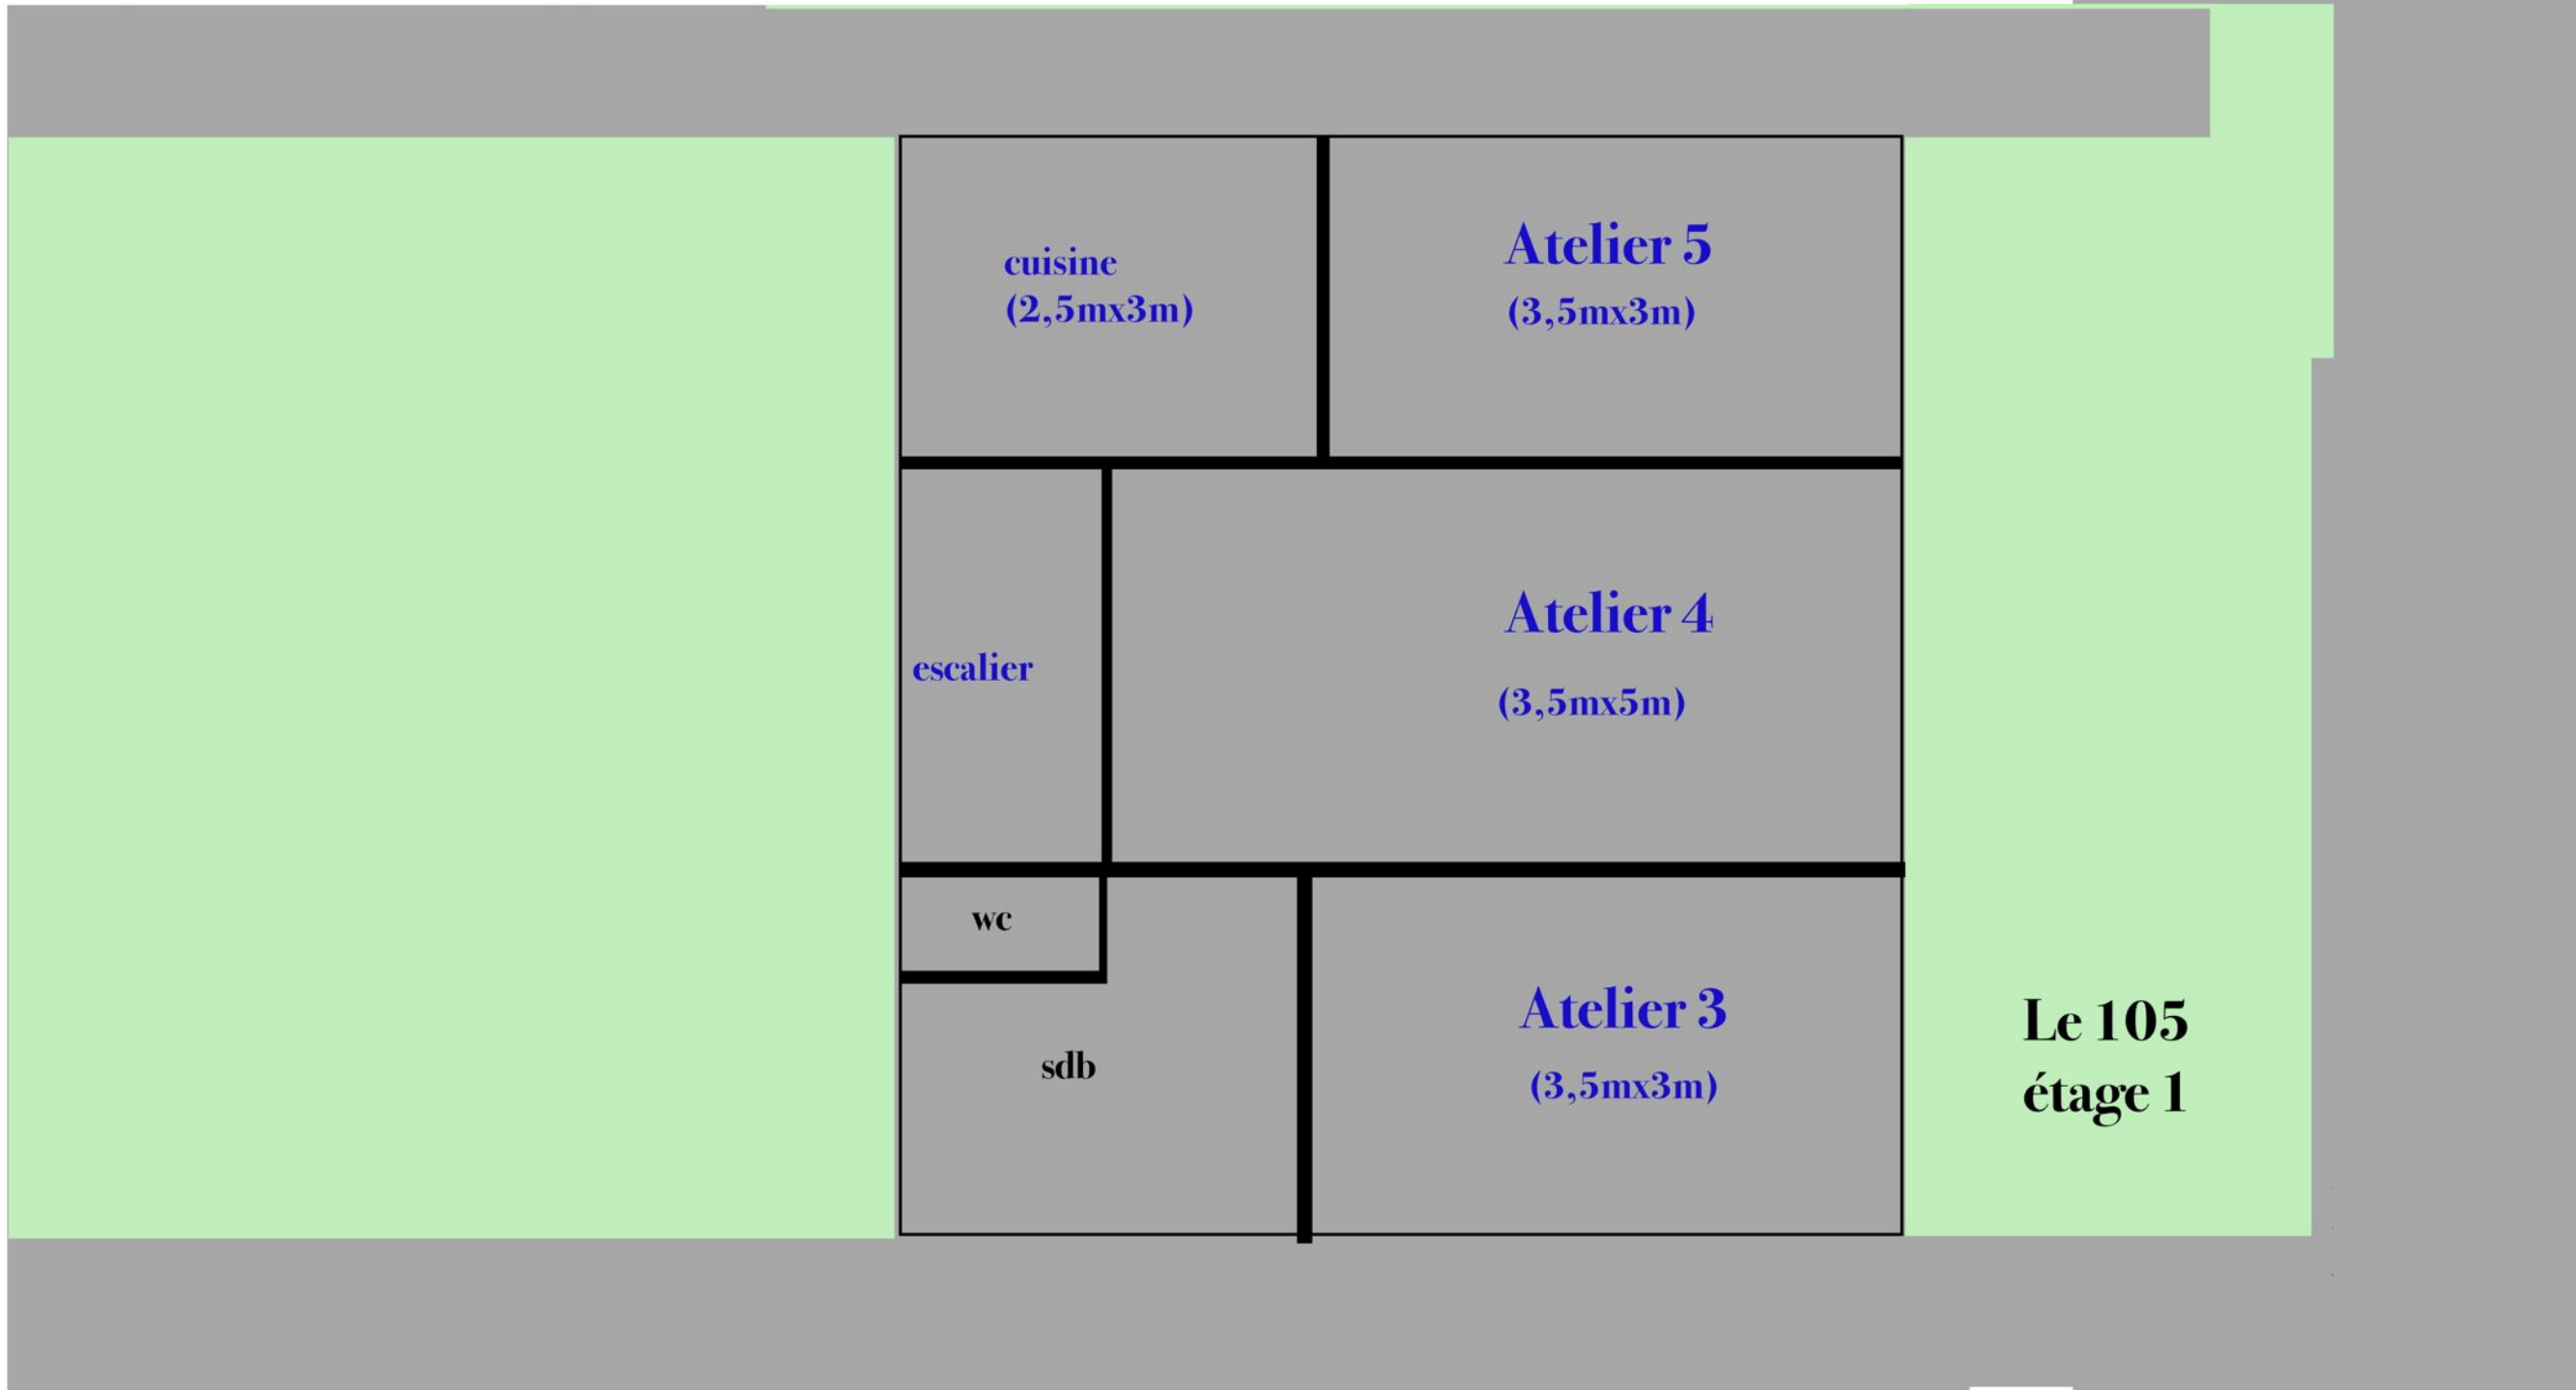 cuisine
(2,5mx3m)
Atelier 5
(3,5mx3m)
escalier
Atelier 4
(3,5mx5m)
wc
sdb
Atelier 3
(3,5mx3m)
Le 105
étage 1